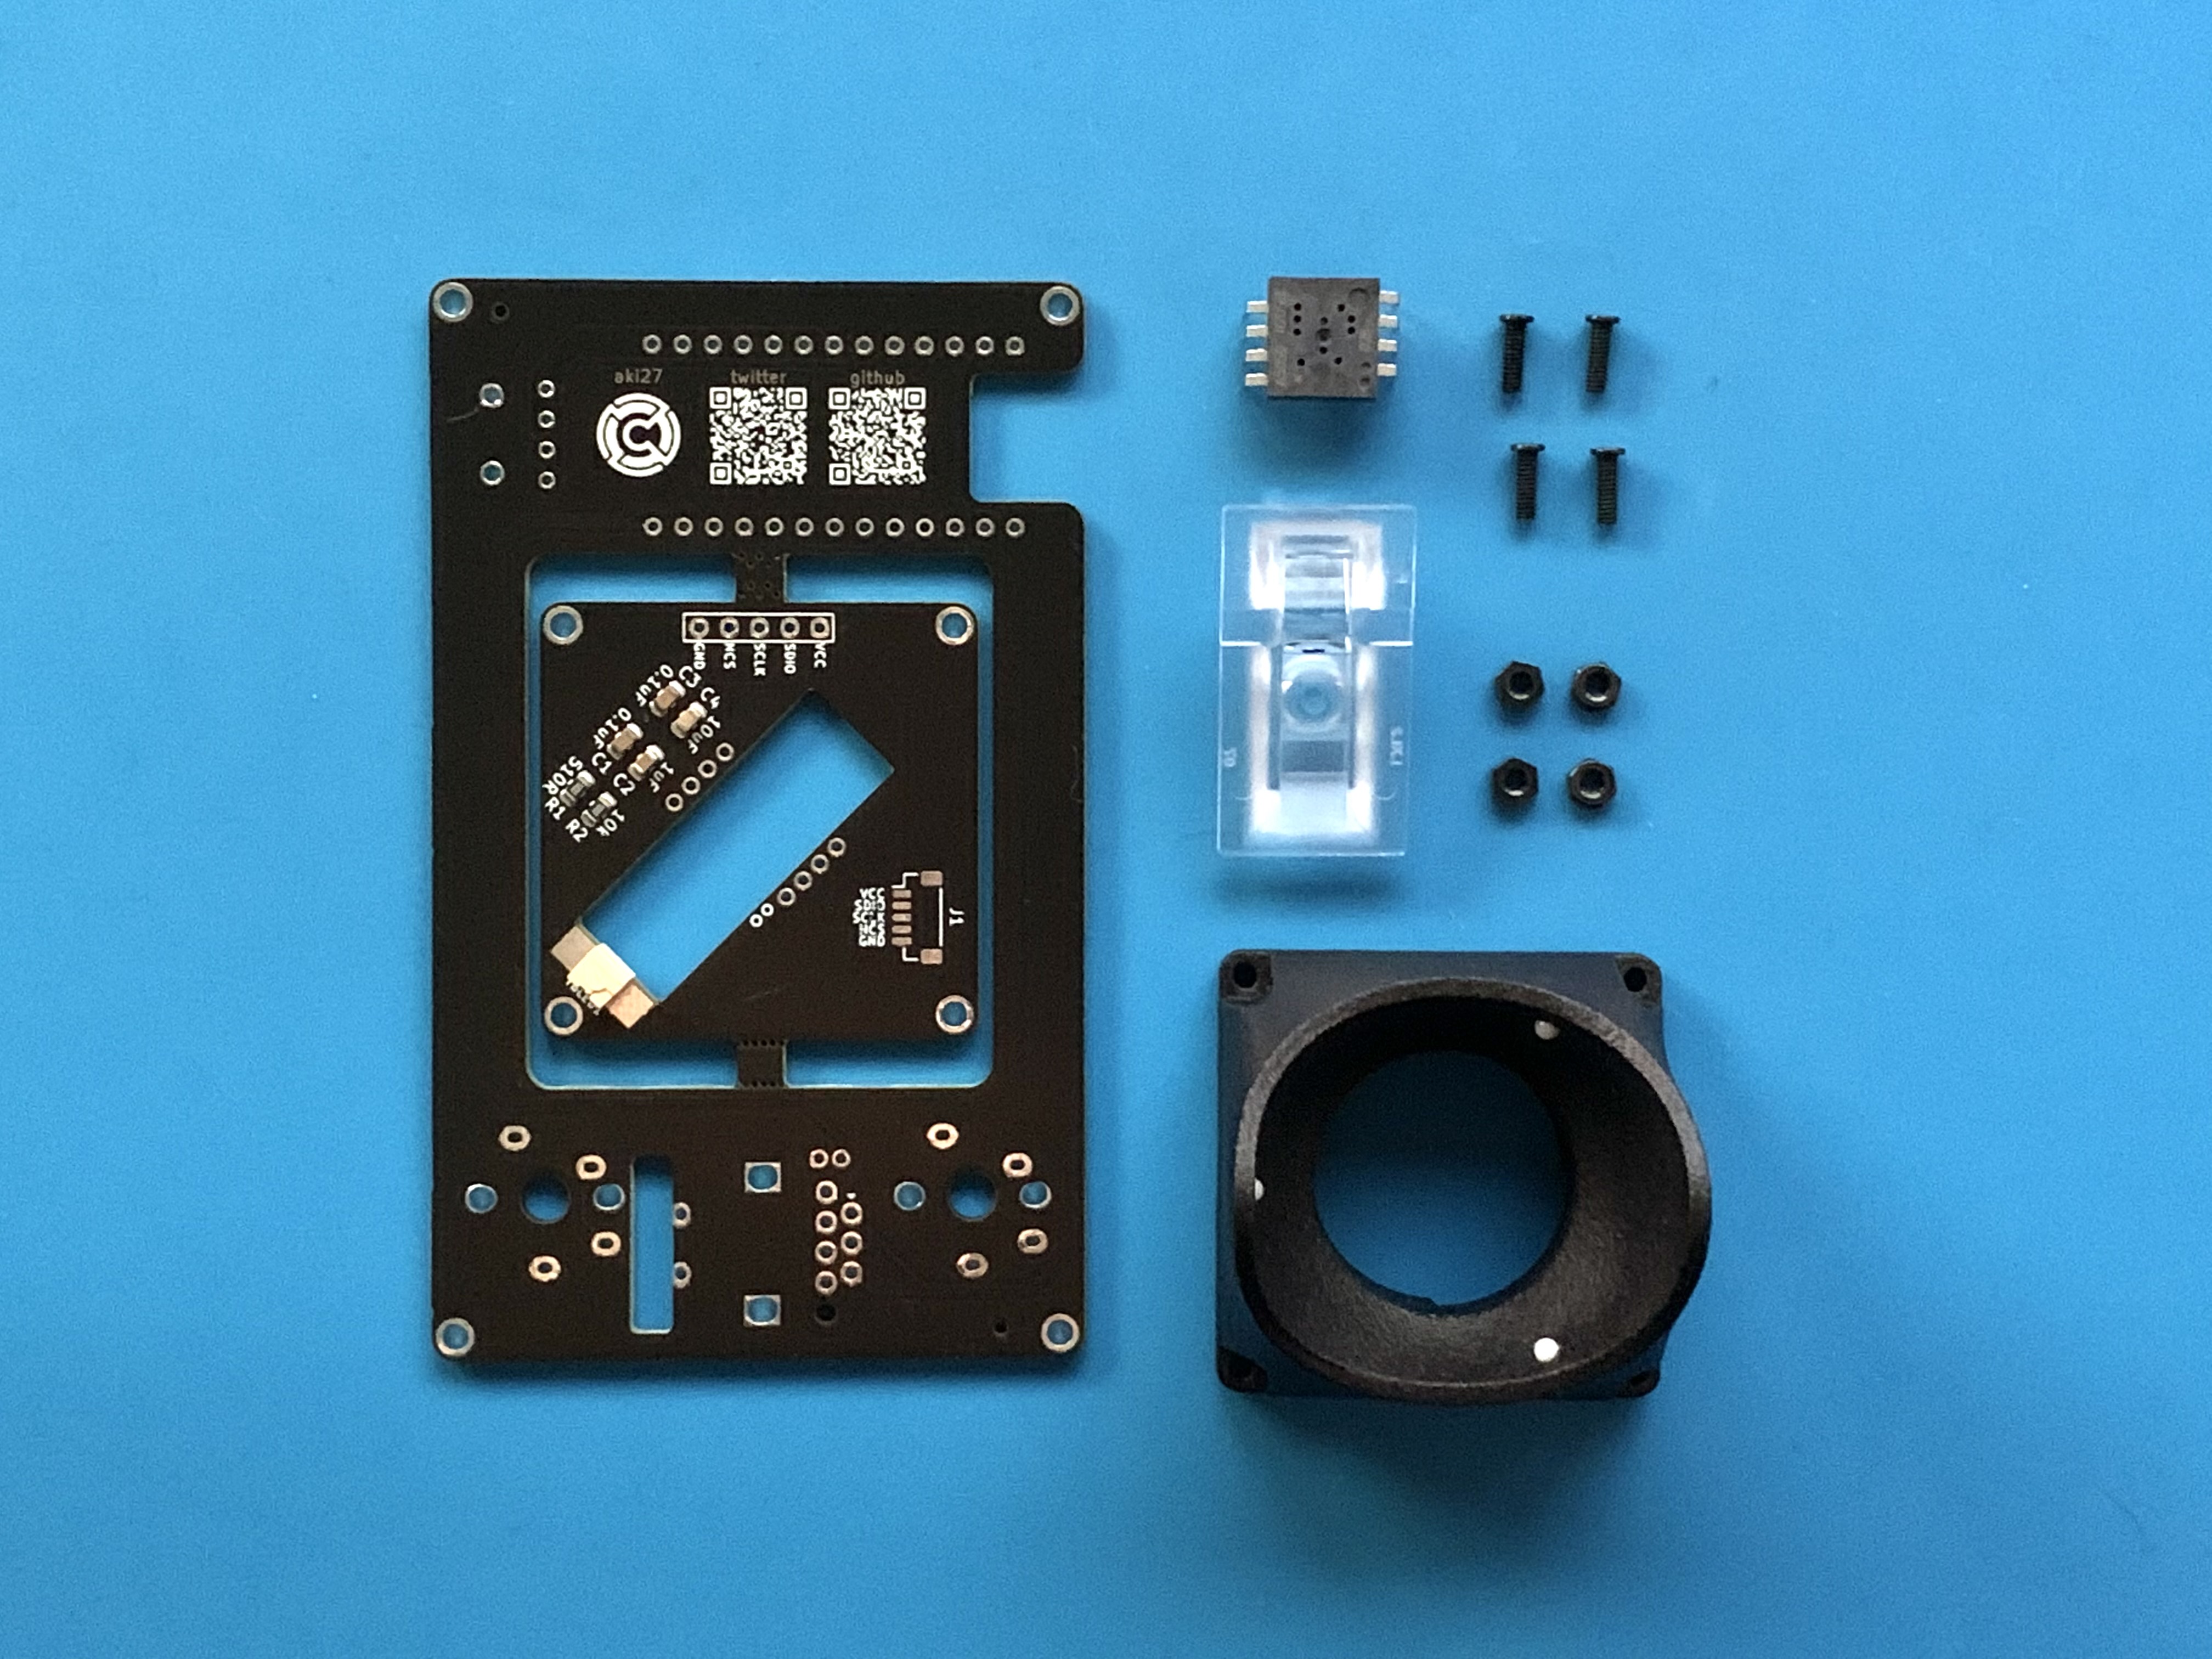 aki27
twitter
github
C
GND
NCS
SCLK
SDIO
VCC
C3
0.1uF
C4
10uF
0.1uF
C1
C2
1uF
510R
R1
R2
10k
VCC
GND
J1